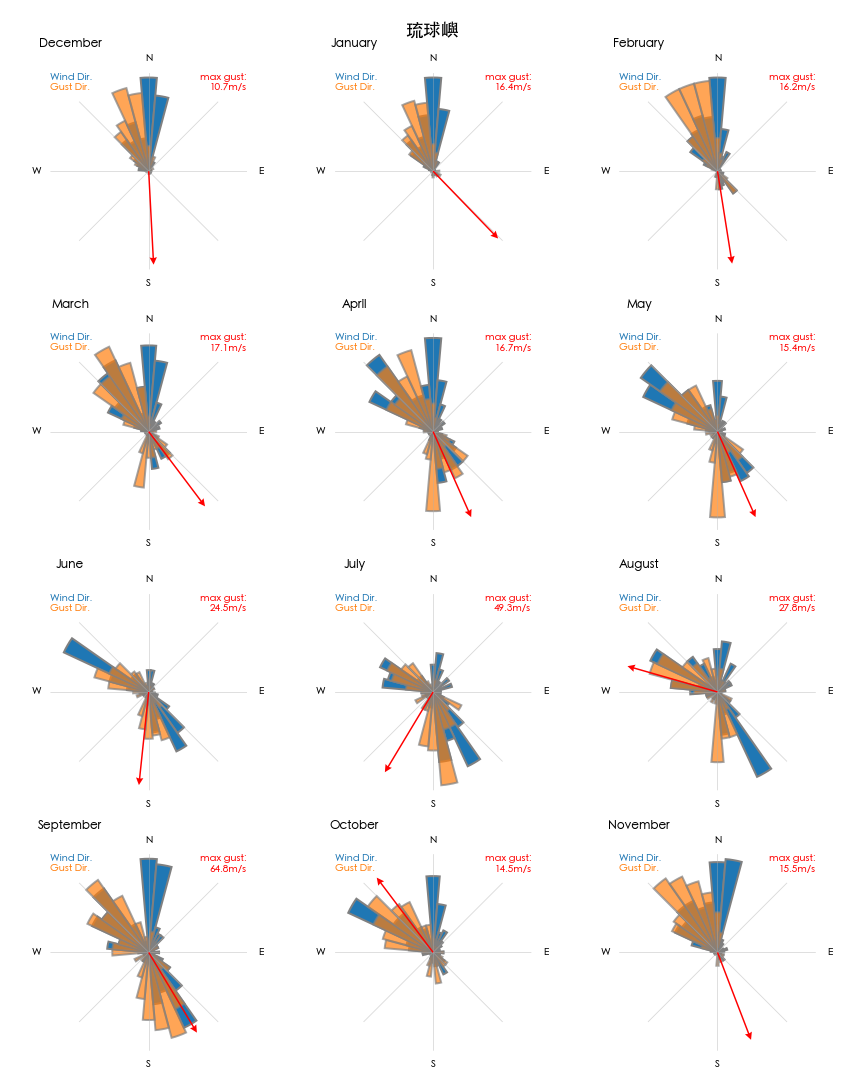 琉球嶼
December
January
February
N
N
N
Wind Dir.
Gust Dir.
max gust:
10.7m/s
Wind Dir.
Gust Dir.
max gust:
16.4m/s
Wind Dir.
Gust Dir.
max gust:
16.2m/s
W
E
W
E
W
E
S
S
S
March
April
May
N
N
N
Wind Dir.
Gust Dir.
max gust:
17.1m/s
Wind Dir.
Gust Dir.
max gust:
16.7m/s
Wind Dir.
Gust Dir.
max gust:
15.4m/s
W
E
W
E
W
E
S
S
S
June
July
August
N
N
N
Wind Dir.
Gust Dir.
max gust:
24.5m/s
Wind Dir.
Gust Dir.
max gust:
49.3m/s
Wind Dir.
Gust Dir.
max gust:
27.8m/s
W
E
W
E
W
E
S
S
S
September
October
November
N
N
N
Wind Dir.
Gust Dir.
max gust:
64.8m/s
Wind Dir.
Gust Dir.
max gust:
14.5m/s
Wind Dir.
Gust Dir.
max gust:
15.5m/s
W
E
W
E
W
E
S
S
S